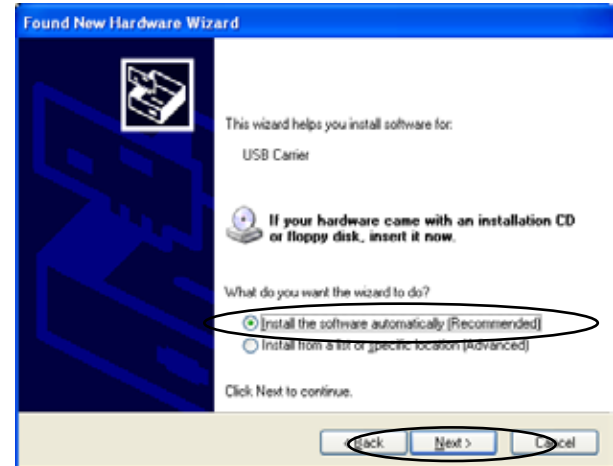 Found New Hardware Wizard
This wizard helps you install software for:
USB Carrier
If your hardware came with an installation CD
or floppy disk, insert it now.
What do you want the wizard to do?
Install the software automatically (Recommended)
Install from a list or specific location (Advanced)
Click Next to continue.
< Back Next > Cancel